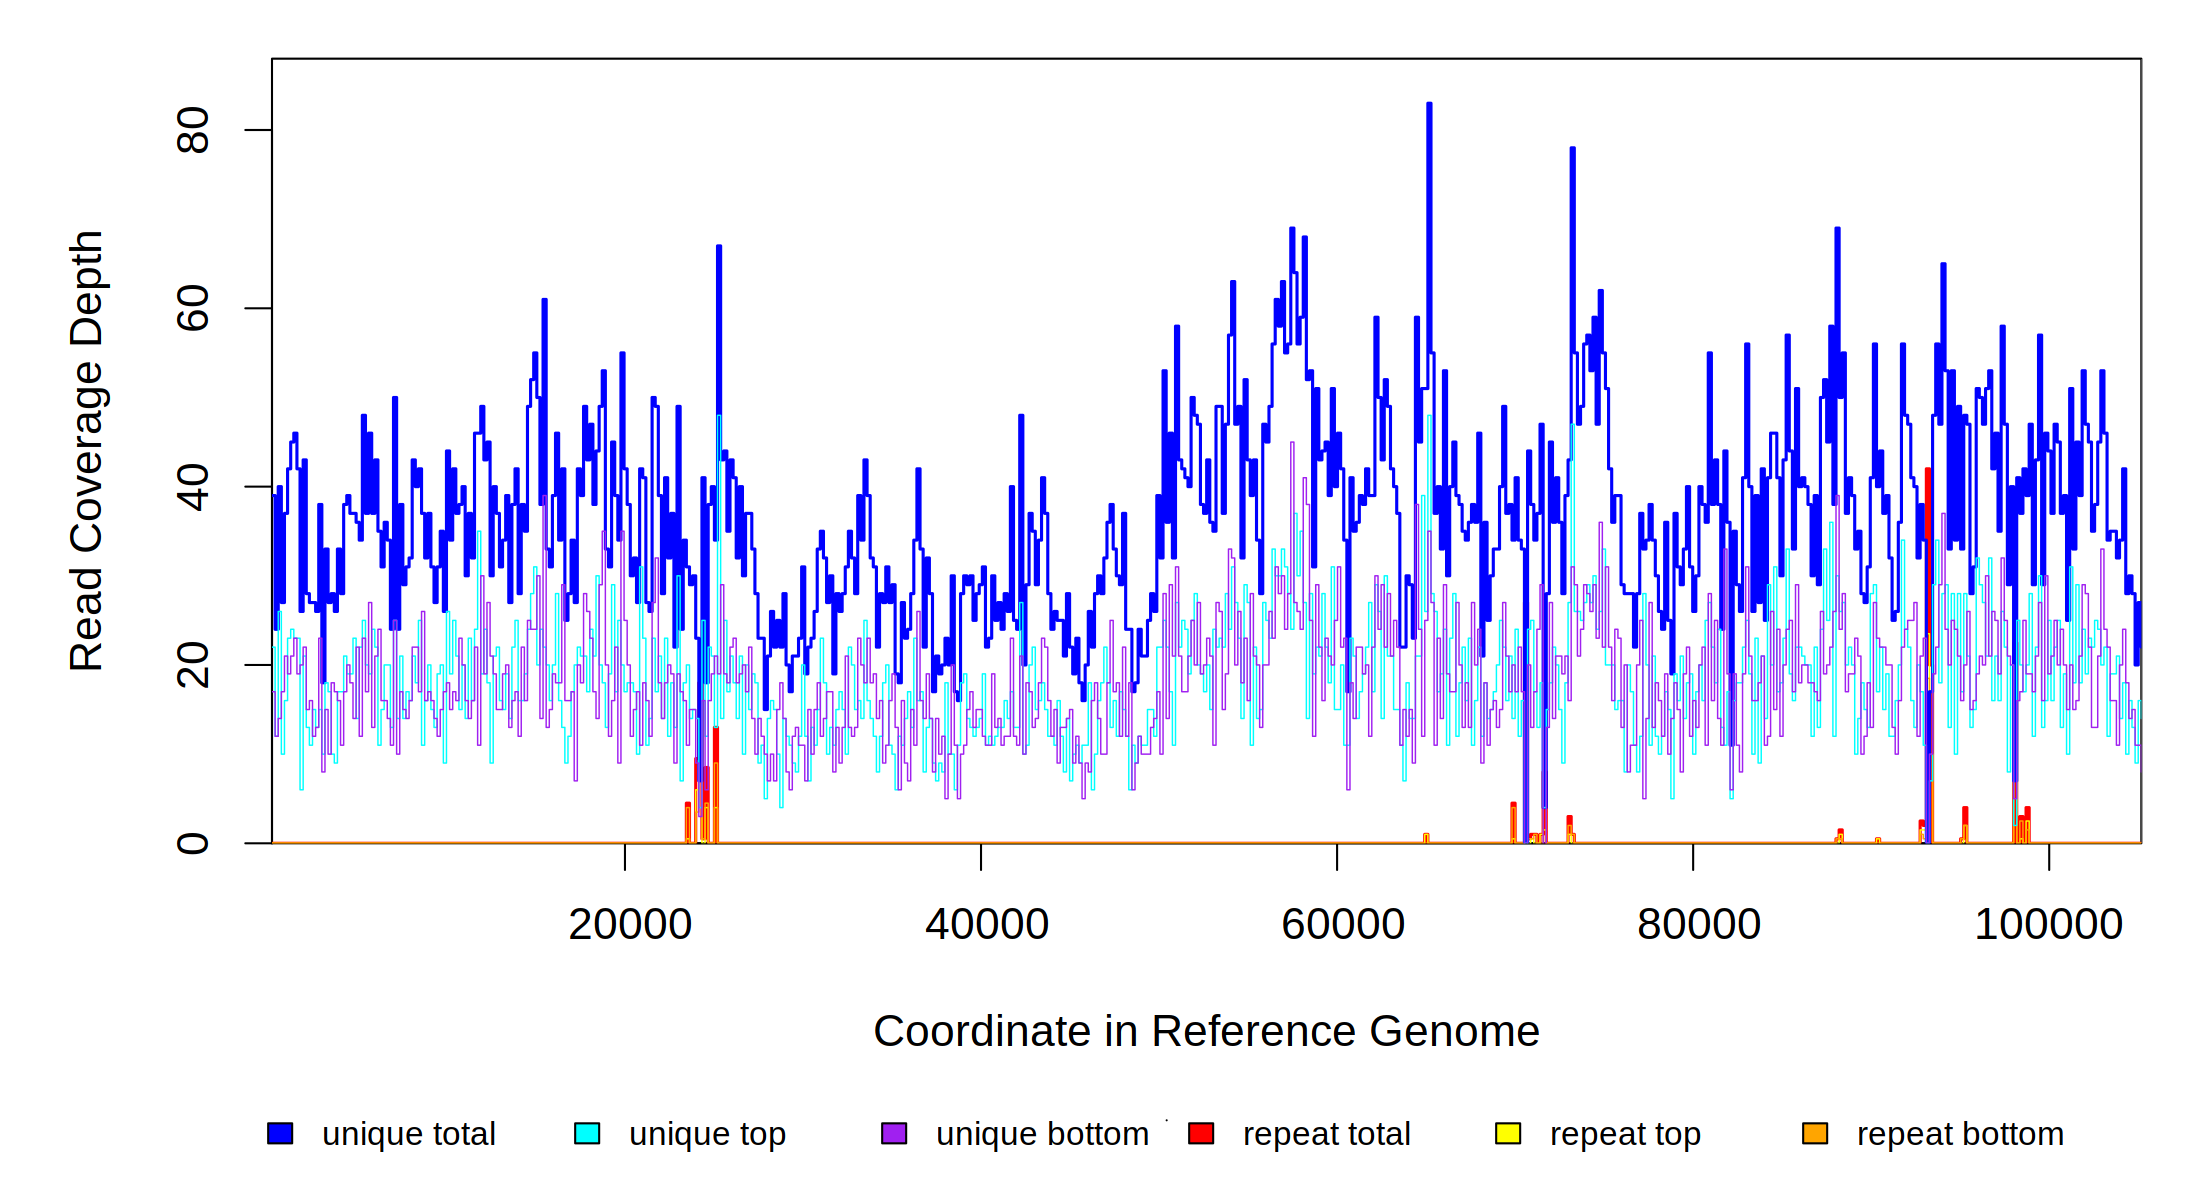 Read Coverage Depth
80
60
40
20
0
20000 40000 60000 80000 100000
Coordinate in Reference Genome
unique total unique top unique bottom repeat total repeat top repeat bottom